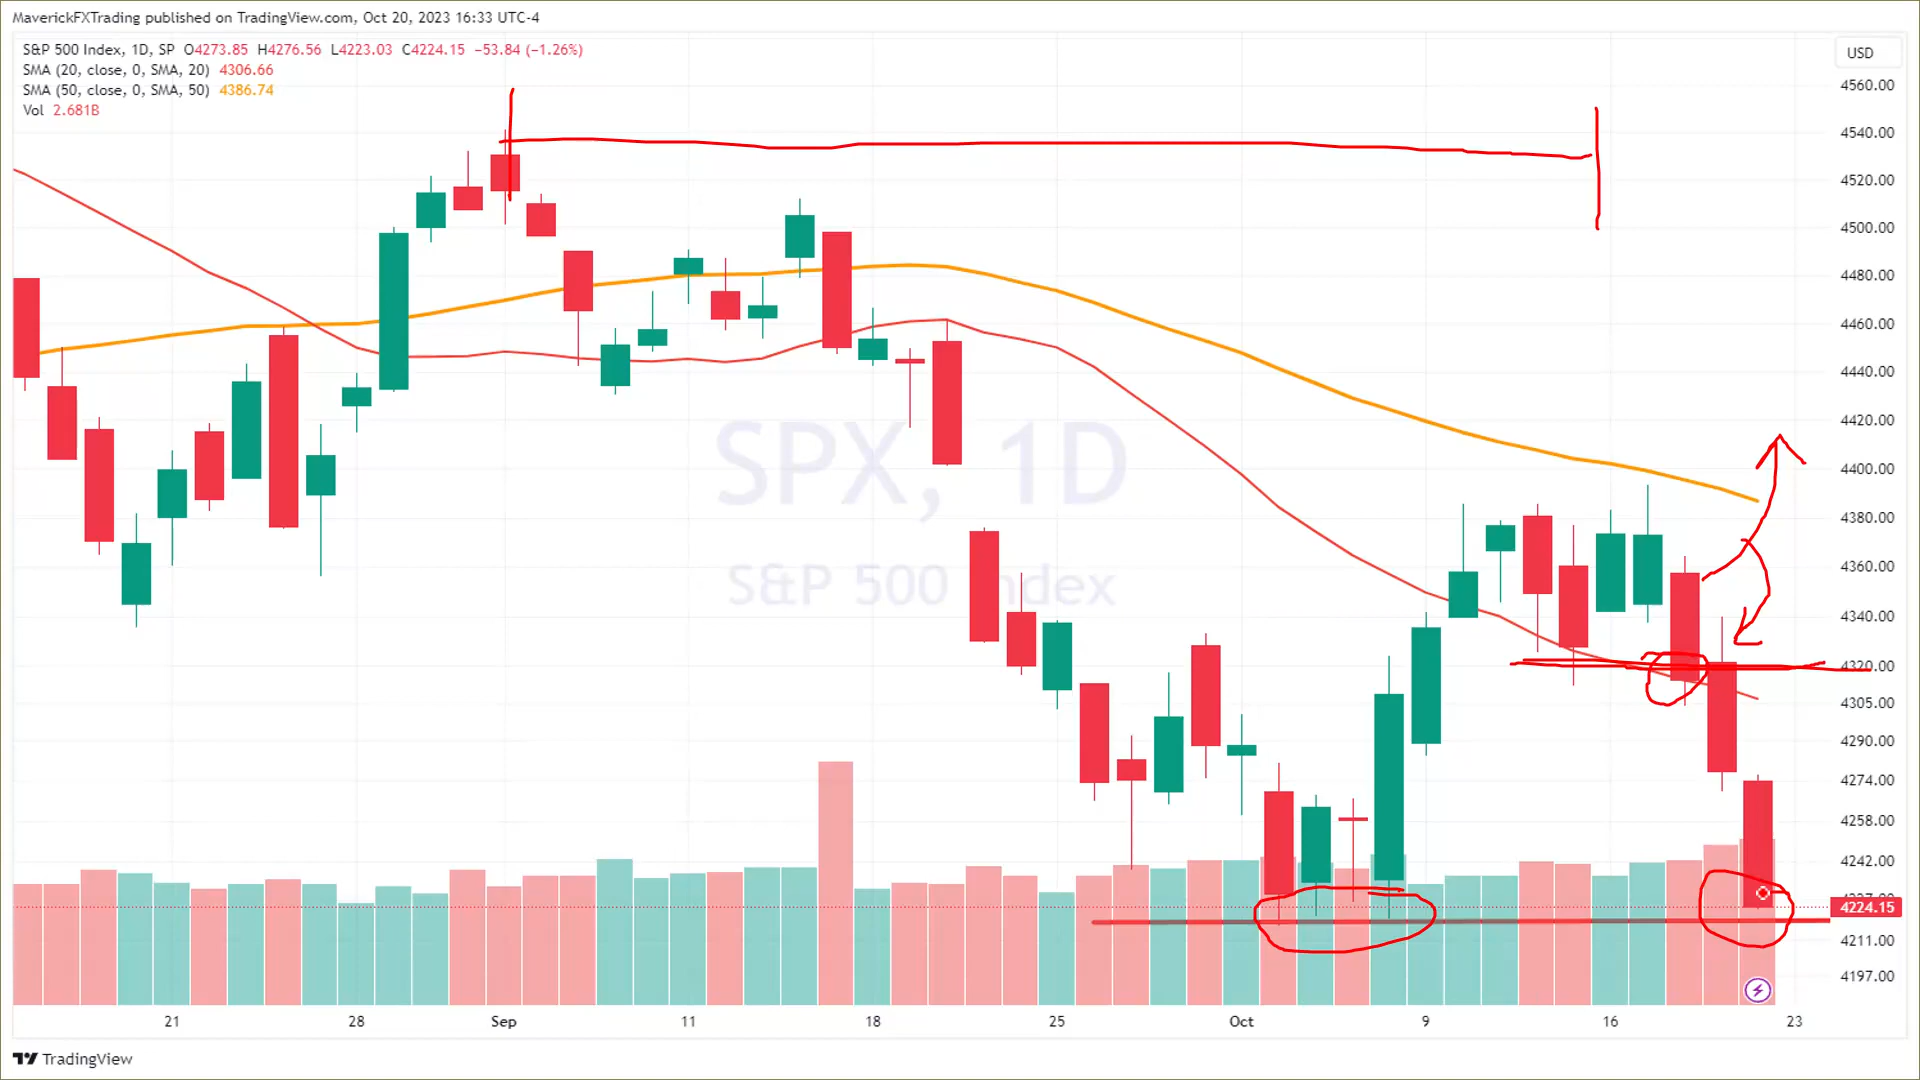 MaverickFXTrading published on TradingView.com, Oct 20, 2023 16:33 UTC-4
S&P 500 Index, 1D, SP O4273.85 H4276.56 L4223.03 C4224.15 −53.84 (−1.26%)
SMA (20, close, 0, SMA, 20) 4306.66
SMA (50, close, 0, SMA, 50) 4386.74
Vol 2.681B
USD
4560.00
4540.00
4520.00
4500.00
4480.00
4460.00
4440.00
4420.00
4400.00
4380.00
4360.00
4340.00
4320.00
4305.00
4290.00
4274.00
4258.00
4242.00
4224.15
4211.00
4197.00
SPX, 1D
S&P 500 Index
21 28 Sep 11 18 25 Oct 9 16 23
TradingView